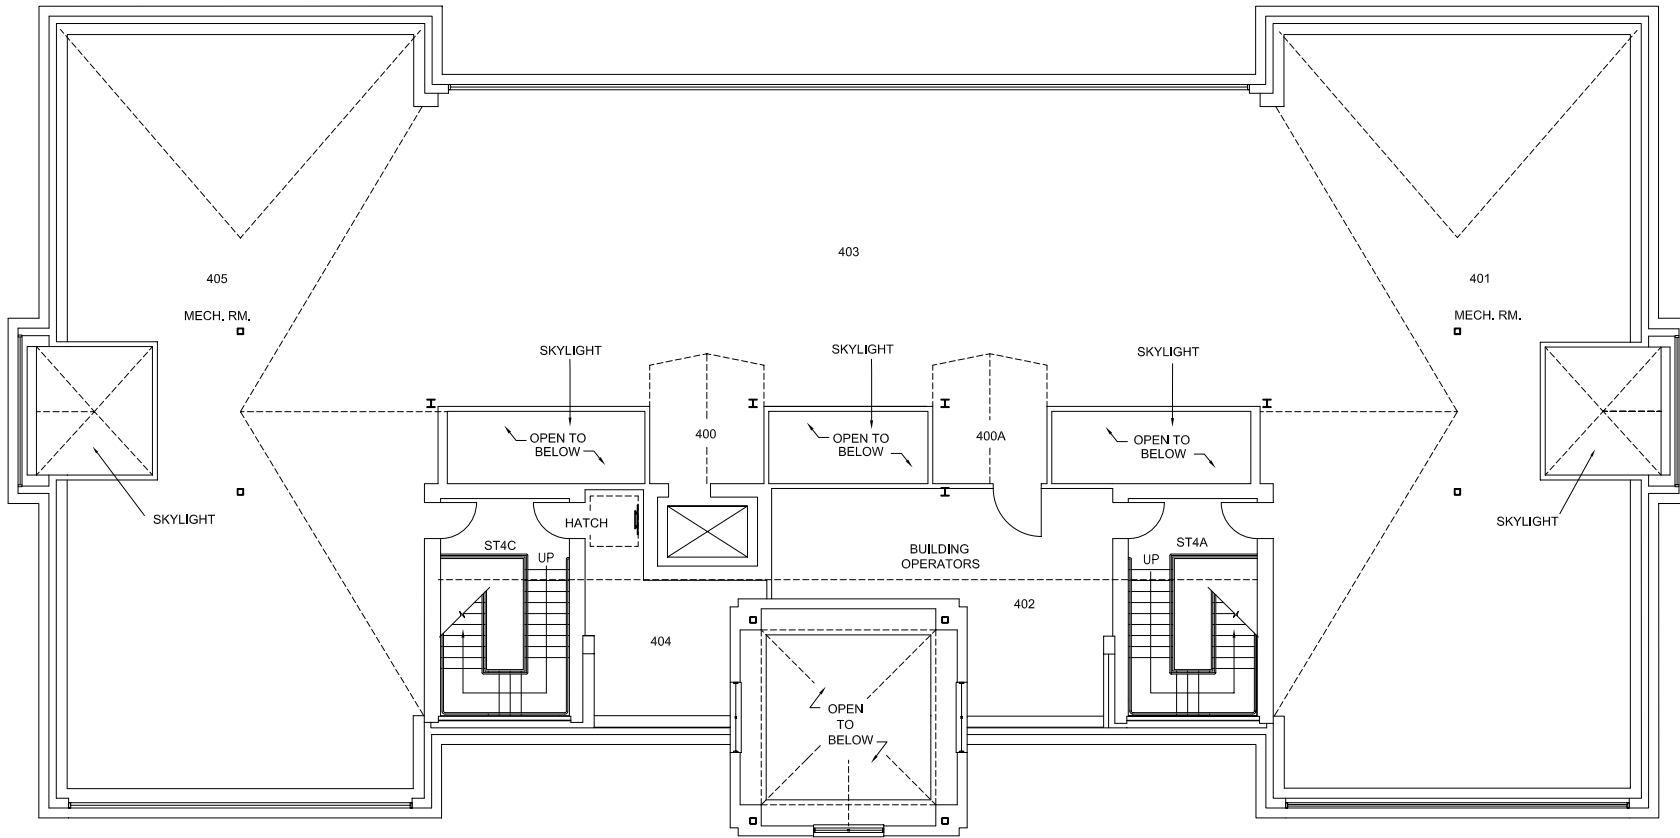 403
405
401
MECH. RM.
MECH. RM.
SKYLIGHT
SKYLIGHT
SKYLIGHT
400
400A
OPEN TO
BELOW
OPEN TO
BELOW
OPEN TO
BELOW
SKYLIGHT
HATCH
SKYLIGHT
ST4C
UP
BUILDING
OPERATORS
ST4A
UP
402
404
OPEN
TO
BELOW